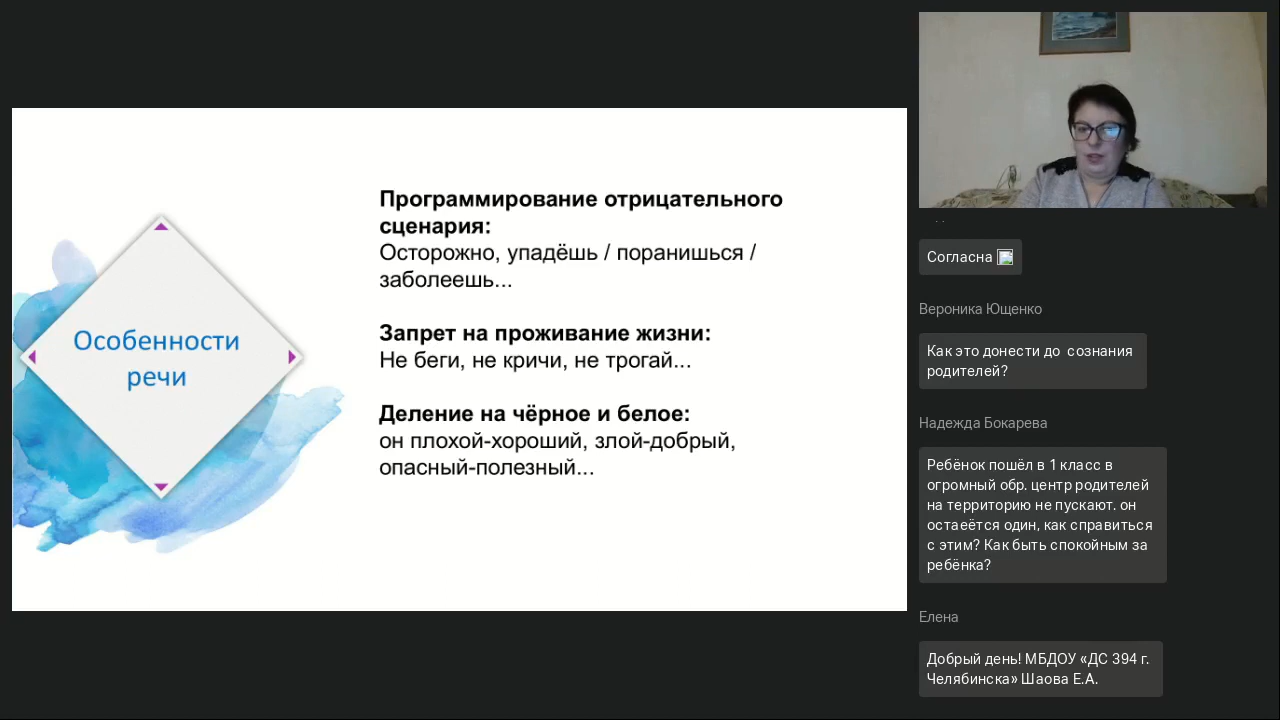 Особенности
речи
Программирование отрицательного
сценария:
Осторожно, упадёшь / поранишься /
заболеешь...
Запрет на проживание жизни:
Не беги, не кричи, не трогай...
Деление на чёрное и белое:
он плохой-хороший, злой-добрый,
опасный-полезный...
Согласна
Вероника Ющенко
Как это донести до сознания
родителей?
Надежда Бокарева
Ребёнок пошёл в 1 класс в
огромный обр. центр родителей
на территорию не пускают. он
остаеётся один, как справиться
с этим? Как быть спокойным за
ребёнка?
Елена
Добрый день! МБДОУ «ДС 394 г.
Челябинска» Шаова Е.А.